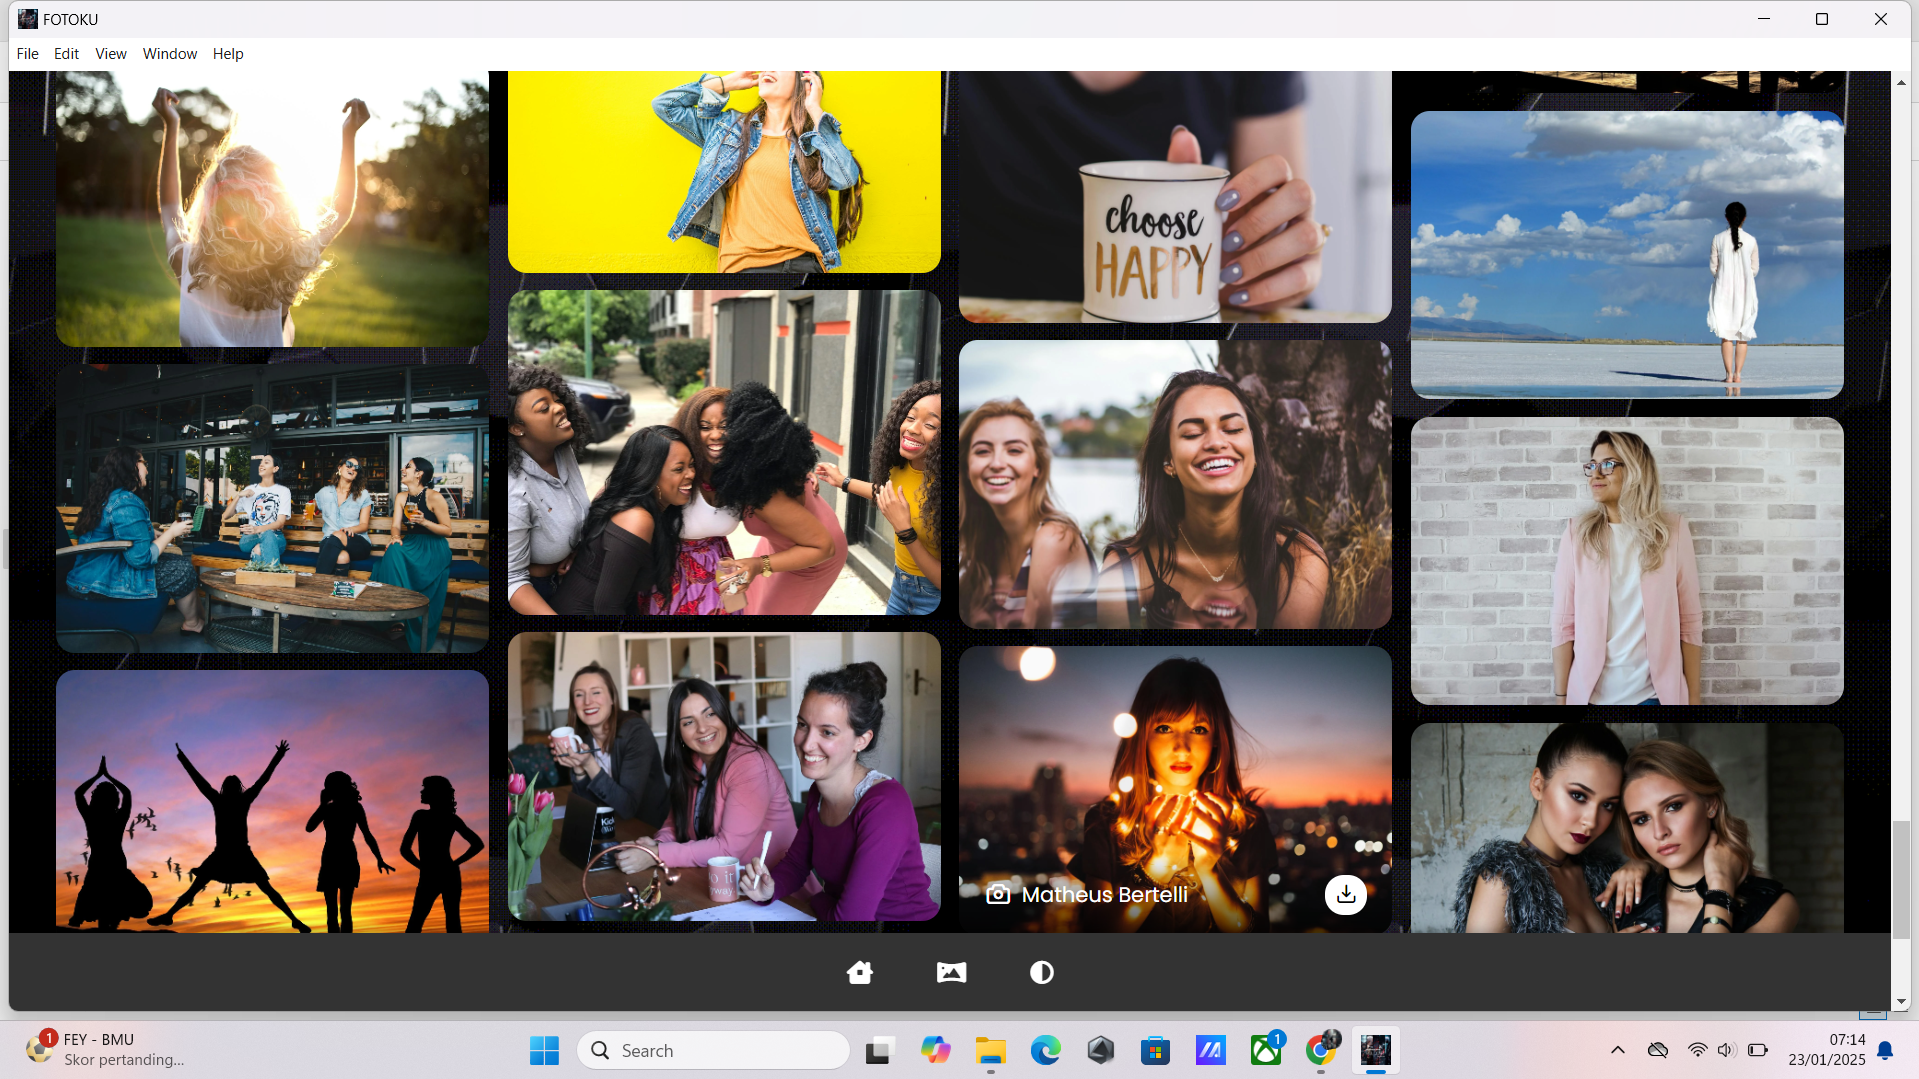 FOTOKU
File Edit View Window Help
choose
HAPPY
Matheus Bertelli
1
FEY - BMU
Skor pertanding...
Search
1
07:14
23/01/2025